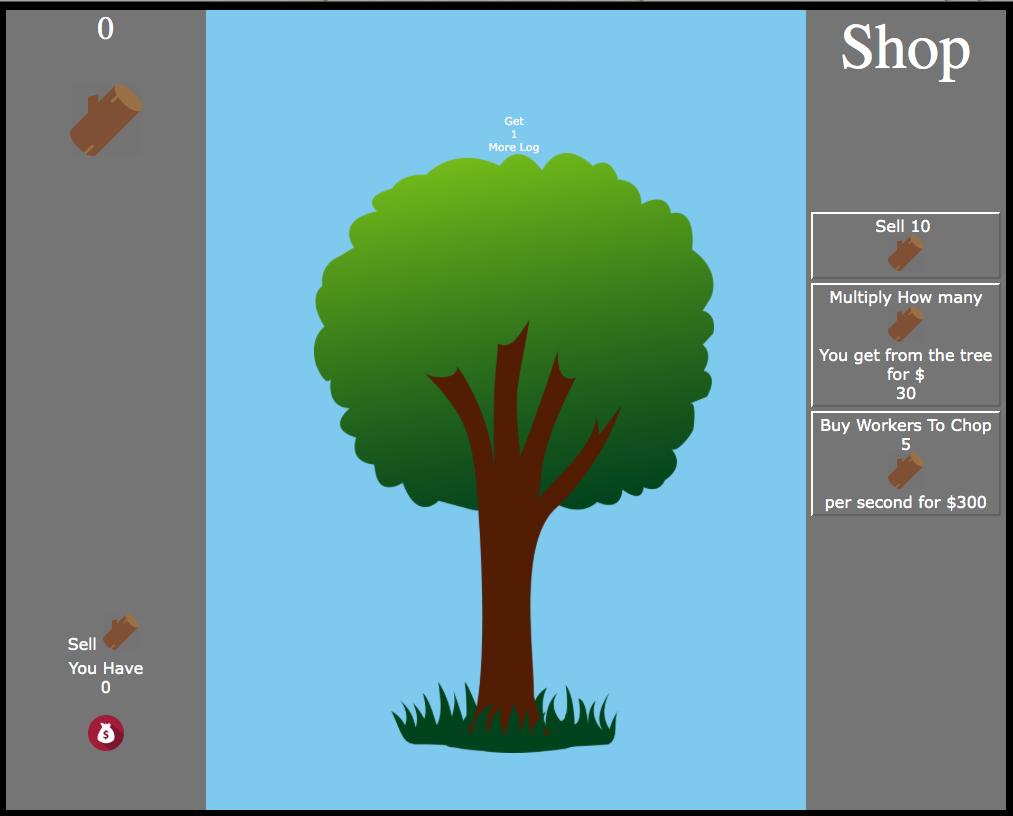 0
Sell
You Have
0
$
Get
1
More Log
Shop
Sell 10
Multiply How many
You get from the tree
for $
30
Buy Workers To Chop
5
per second for $300